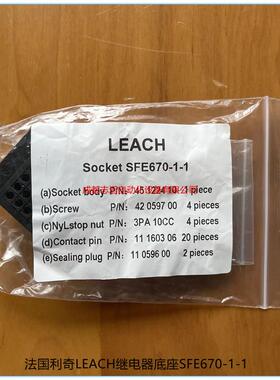 LEACH
Socket SFE670-1-1
(a)Socket body P/N: 45 5224 10 1 piece
(b)Screw P/N: 42 0597 00 4 pieces
(c)NyLstop nut P/N: 3PA 10CC 4 pieces
(d)Contact pin P/N: 11 1603 06 20 pieces
(e)Sealing plug P/N: 11 0596 00 2 pieces
法国利奇LEACH继电器底座SFE670-1-1